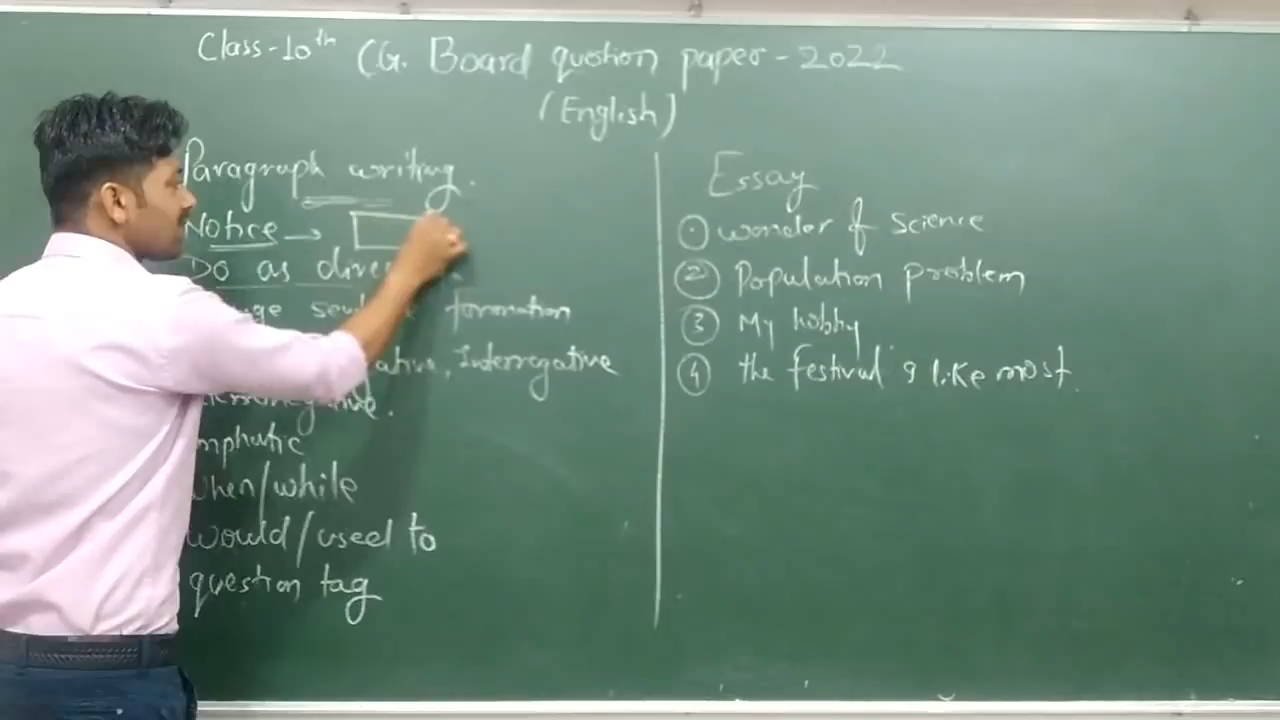 Class-10th CG. Board question paper - 2022
(English)
Paragraph writing.
Notice →
Do as
formation
Interregative
mphatic
when/while
would/used to
question tag
Essay
① wonder of science
② Population problem
③ My hobby
④ the festival I like most.